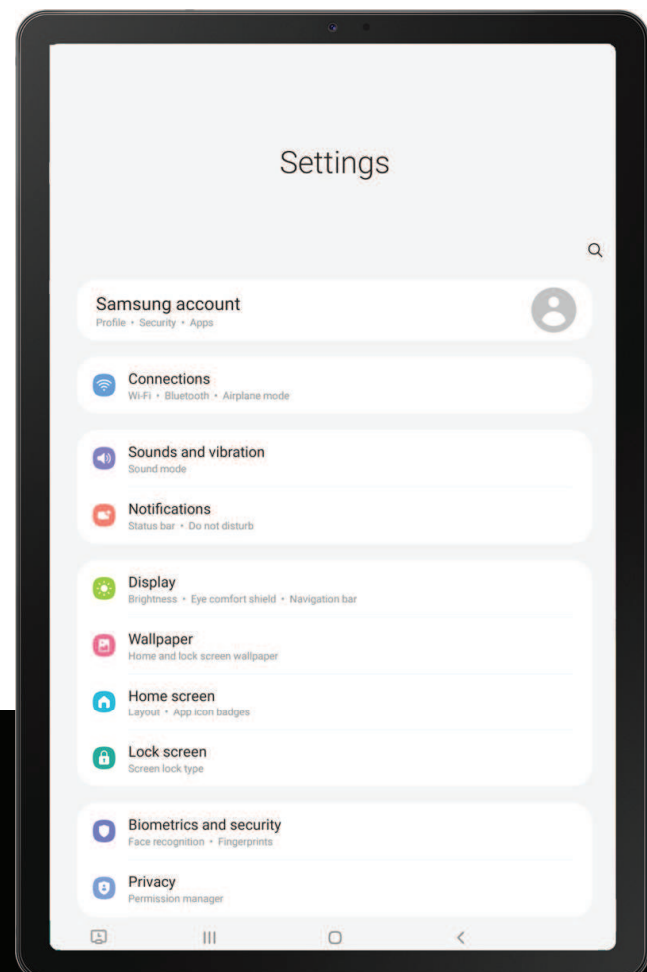 Settings
Samsung account
Profile • Security • Apps
Connections
Wi-Fi • Bluetooth • Airplane mode
Sounds and vibration
Sound mode
Notifications
Status bar • Do not disturb
Display
Brightness • Eye comfort shield • Navigation bar
Wallpaper
Home and lock screen wallpaper
Home screen
Layout • App icon badges
Lock screen
Screen lock type
Biometrics and security
Face recognition • Fingerprints
Privacy
Permission manager